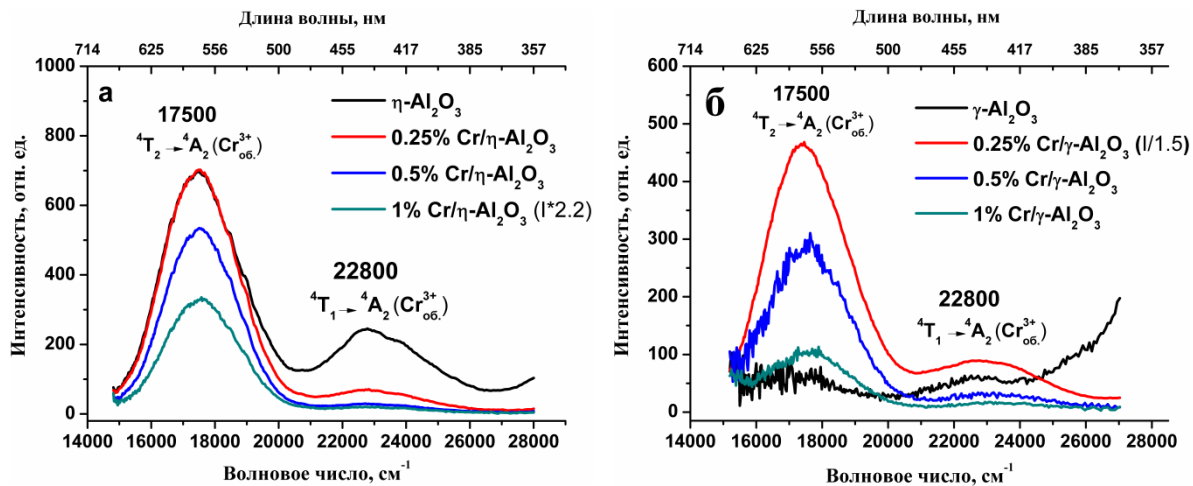 Длина волны, нм
714 625 556 500 455 417 385 357
1000
800
600
400
200
0
Интенсивность, отн. ед.
а
17500
⁴T₂→⁴A₂(Cr³⁺об.)
η-Al₂O₃
0.25% Cr/η-Al₂O₃
0.5% Cr/η-Al₂O₃
1% Cr/η-Al₂O₃ (I*2.2)
22800
⁴T₁→⁴A₂(Cr³⁺об.)
14000 16000 18000 20000 22000 24000 26000 28000
Волновое число, см⁻¹
Длина волны, нм
714 625 556 500 455 417 385 357
600
500
400
300
200
100
0
Интенсивность, отн. ед.
б
17500
⁴T₂→⁴A₂(Cr³⁺об.)
γ-Al₂O₃
0.25% Cr/γ-Al₂O₃ (I/1.5)
0.5% Cr/γ-Al₂O₃
1% Cr/γ-Al₂O₃
22800
⁴T₁→⁴A₂(Cr³⁺об.)
14000 16000 18000 20000 22000 24000 26000 28000
Волновое число, см⁻¹